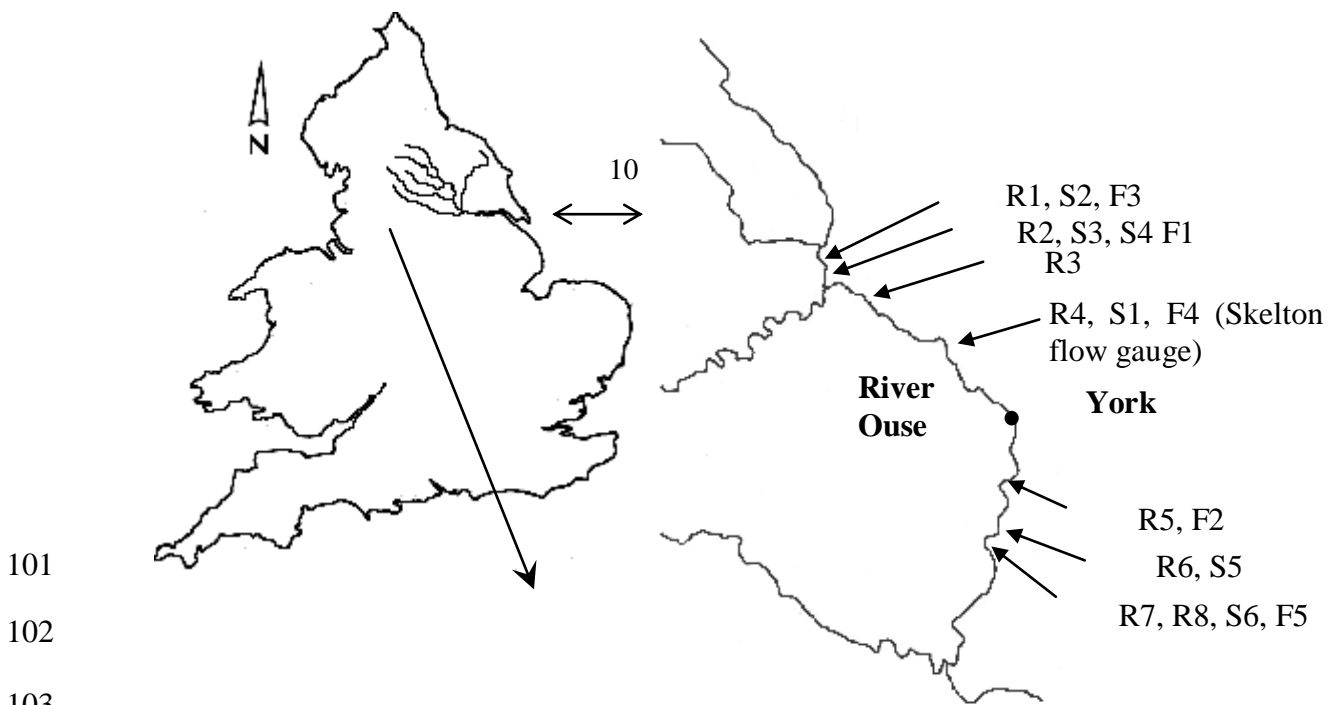 N
10
R1, S2, F3
R2, S3, S4 F1
R3
R4, S1, F4 (Skelton
flow gauge)
River
Ouse
York
R5, F2
R6, S5
R7, R8, S6, F5
101
102
103